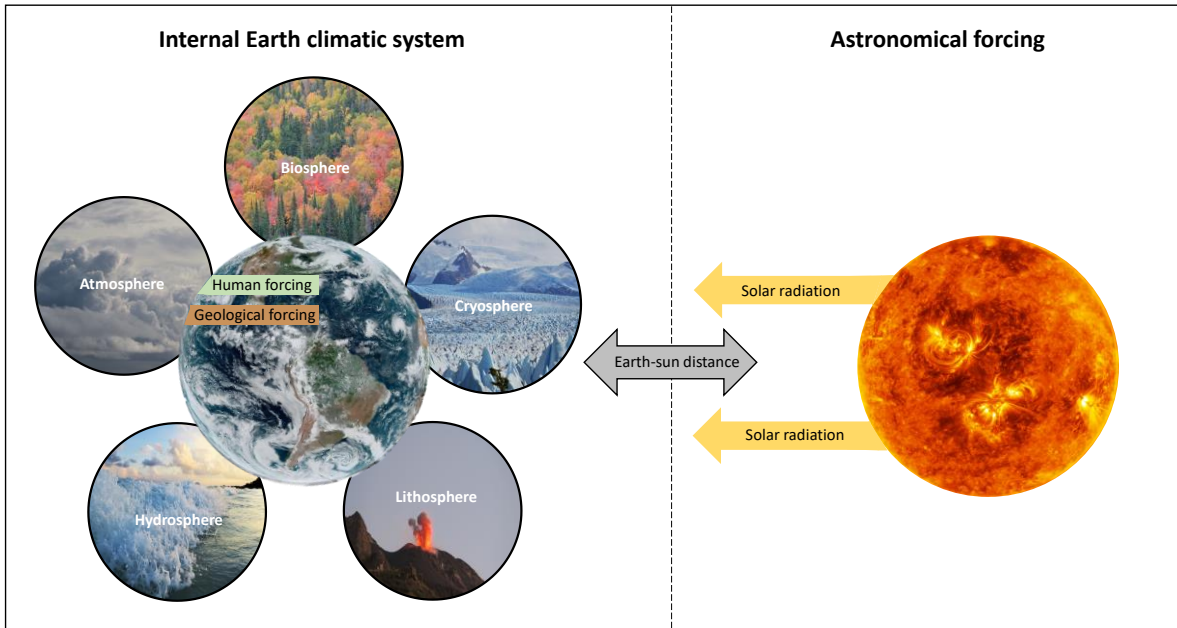 Internal Earth climatic system
Astronomical forcing
Biosphere
Atmosphere
Human forcing
Geological forcing
Cryosphere
Solar radiation
Earth-sun distance
Solar radiation
Lithosphere
Hydrosphere